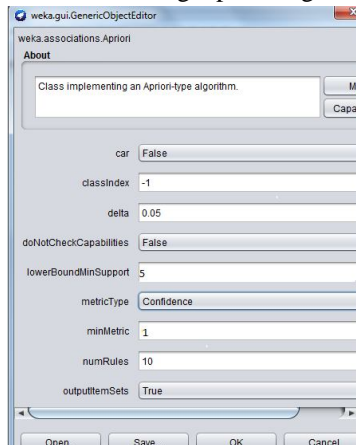 weka.gui.GenericObjectEditor
weka.associations.Apriori
About
Class implementing an Apriori-type algorithm.
car False
classIndex -1
delta 0.05
doNotCheckCapabilities False
lowerBoundMinSupport 5
metricType Confidence
minMetric 1
numRules 10
outputItemSets True
Open Save OK Cancel